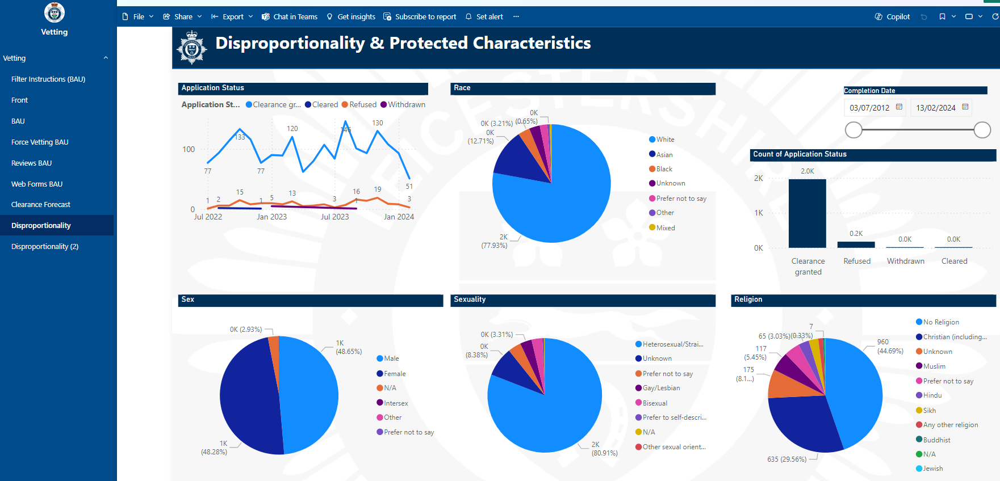 Vetting
File
Share
Export
Chat in Teams
Get insights
Subscribe to report
Set alert
...
Copilot
Vetting
Filter Instructions (BAU)
Front
BAU
Force Vetting BAU
Reviews BAU
Web Forms BAU
Clearance Forecast
Disproportionality
Disproportionality (2)
Disproportionality & Protected Characteristics
Application Status
Application St...
Clearance gr...
Cleared
Refused
Withdrawn
100
0
77
133
77
120
146
130
51
1
2
15
1
5
13
3
16
1
19
3
Jul 2022
Jan 2023
Jul 2023
Jan 2024
Race
0K
(0.65%)
0K (3.21%)
0K
(12.71%)
2K
(77.93%)
White
Asian
Black
Unknown
Prefer not to say
Other
Mixed
Completion Date
03/07/2012
13/02/2024
Count of Application Status
2K
1K
0K
2.0K
0.2K
0.0K
0.0K
Clearance
granted
Refused
Withdrawn
Cleared
Sex
0K (2.93%)
1K
(48.65%)
1K
(48.28%)
Male
Female
N/A
Intersex
Other
Prefer not to say
Sexuality
0K (3.31%)
0K
(8.38%)
2K
(80.91%)
Heterosexual/Strai...
Unknown
Prefer not to say
Gay/Lesbian
Bisexual
Prefer to self-descri...
N/A
Other sexual orient...
Religion
7
(0.33%)
65 (3.03%)
117
(5.45%)
175
(8.1...)
960
(44.69%)
635 (29.56%)
No Religion
Christian (including...
Unknown
Muslim
Prefer not to say
Hindu
Sikh
Any other religion
Buddhist
N/A
Jewish